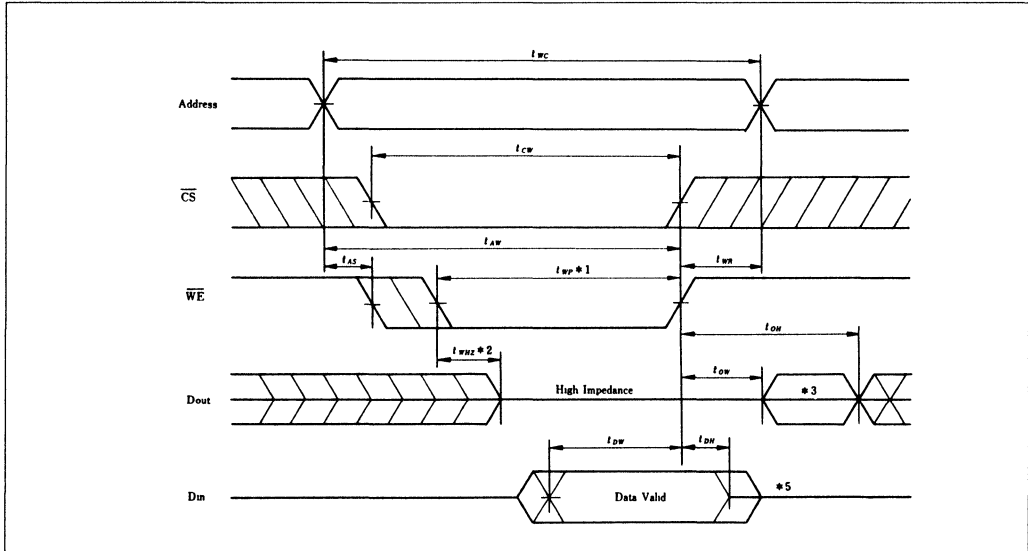 t WC
Address
t CW
CS
t AW
t AS
t WP *1
t WR
WE
t OH
t WHZ *2
t OW
High Impedance
*3
Dout
t DW
t DH
Din
Data Valid
*5